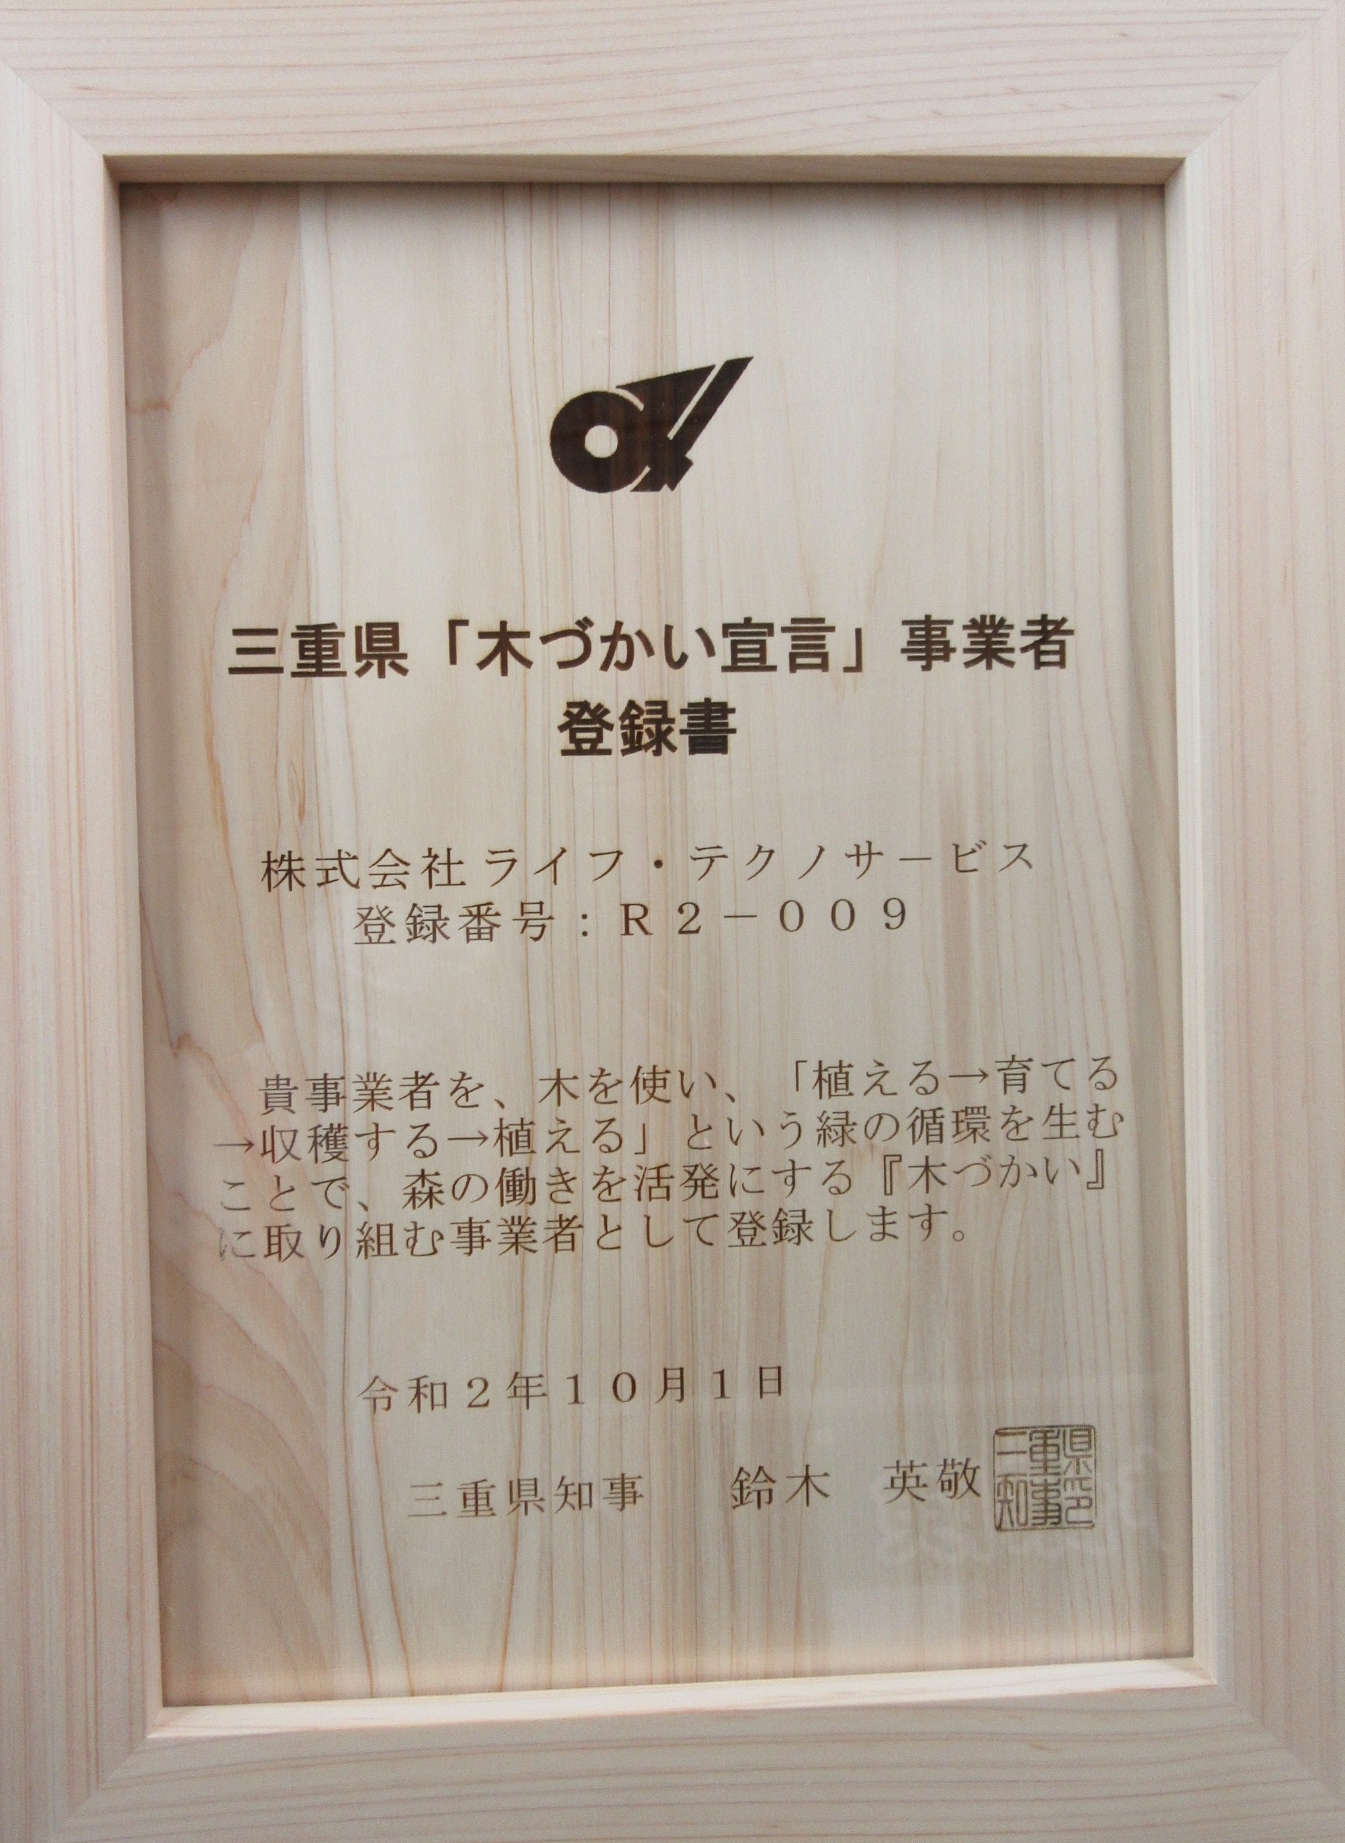 三重県「木づかい宣言」事業者
登録書
株式会社 ライフ・テクノサービス
登録番号：Ｒ２－００９
貴事業者を、木を使い、「植える→育てる
→収穫する→植える」という緑の循環を生む
ことで、森の働きを活発にする『木づかい』
に取り組む事業者として登録します。
令和２年１０月１日
三重県知事　鈴木　英敬
三重県知事印